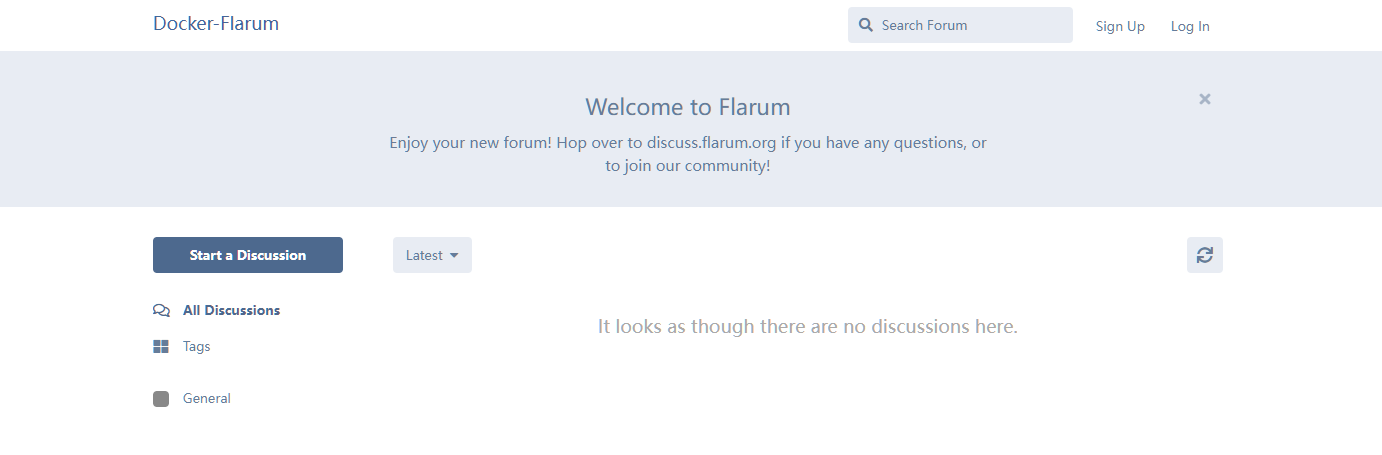 Docker-Flarum
Search Forum
Sign Up
Log In
Welcome to Flarum
Enjoy your new forum! Hop over to discuss.flarum.org if you have any questions, or
to join our community!
Start a Discussion
Latest
All Discussions
It looks as though there are no discussions here.
Tags
General